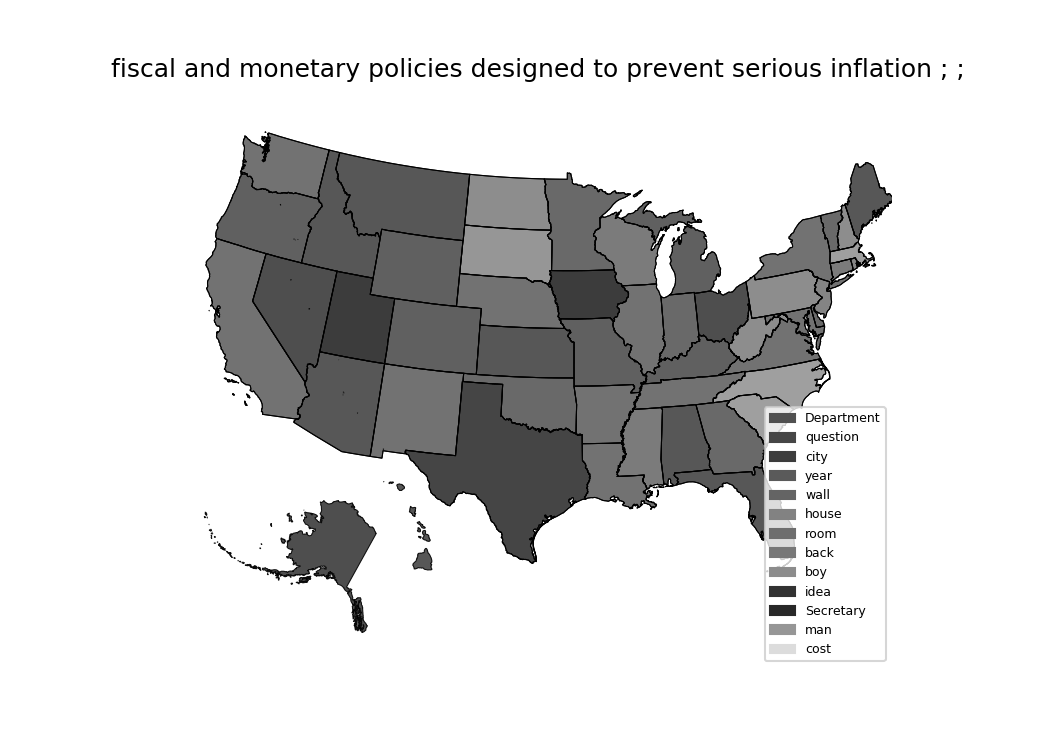 fiscal and monetary policies designed to prevent serious inflation ; ;
Department
question
city
year
wall
house
room
back
boy
idea
Secretary
man
cost